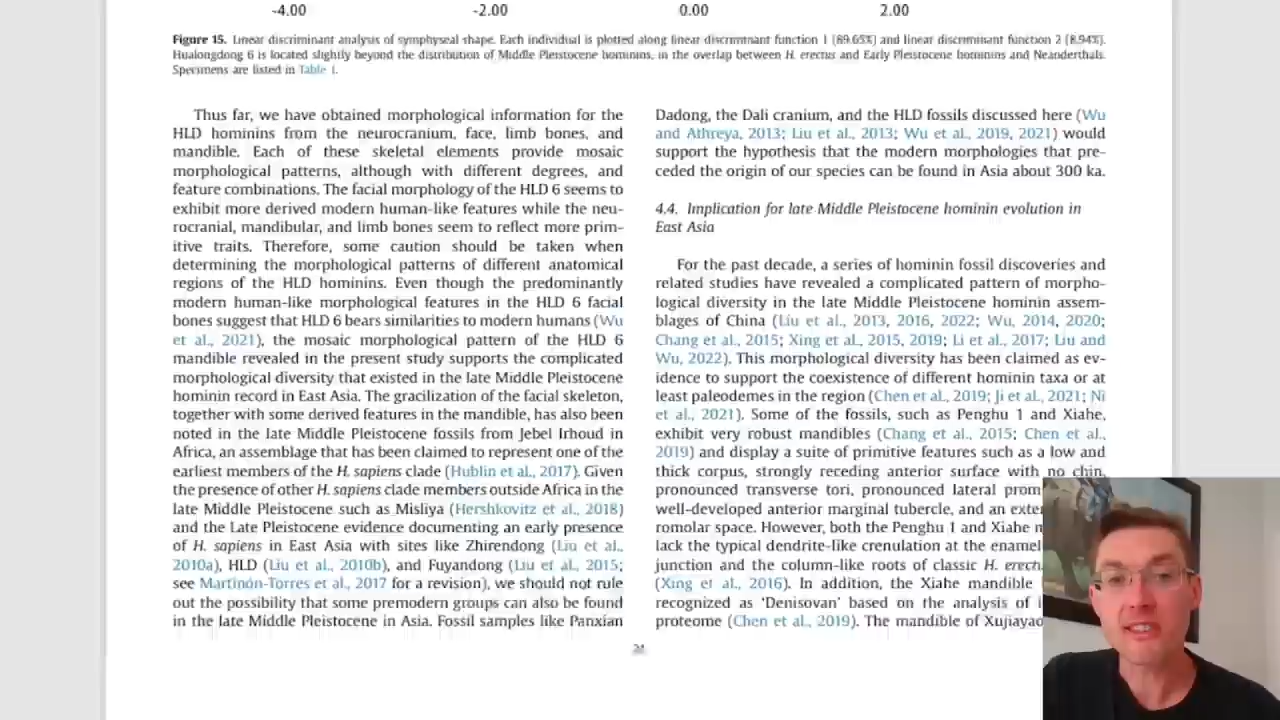 -4.00 -2.00 0.00 2.00
Figure 15. Linear discriminant analysis of symphyseal shape. Each individual is plotted along linear discriminant function 1 (89.65%) and linear discriminant function 2 (8.94%).
Hualongdong 6 is located slightly beyond the distribution of Middle Pleistocene hominins, in the overlap between H. erectus and Early Pleistocene hominins and Neanderthals.
Specimens are listed in Table 1.
Thus far, we have obtained morphological information for the
HLD hominins from the neurocranium, face, limb bones, and
mandible. Each of these skeletal elements provide mosaic
morphological patterns, although with different degrees, and
feature combinations. The facial morphology of the HLD 6 seems to
exhibit more derived modern human-like features while the neu-
rocranial, mandibular, and limb bones seem to reflect more prim-
itive traits. Therefore, some caution should be taken when
determining the morphological patterns of different anatomical
regions of the HLD hominins. Even though the predominantly
modern human-like morphological features in the HLD 6 facial
bones suggest that HLD 6 bears similarities to modern humans (Wu
et al., 2021), the mosaic morphological pattern of the HLD 6
mandible revealed in the present study supports the complicated
morphological diversity that existed in the late Middle Pleistocene
hominin record in East Asia. The gracilization of the facial skeleton,
together with some derived features in the mandible, has also been
noted in the late Middle Pleistocene fossils from Jebel Irhoud in
Africa, an assemblage that has been claimed to represent one of the
earliest members of the H. sapiens clade (Hublin et al., 2017). Given
the presence of other H. sapiens clade members outside Africa in the
late Middle Pleistocene such as Misliya (Hershkovitz et al., 2018)
and the Late Pleistocene evidence documenting an early presence
of H. sapiens in East Asia with sites like Zhirendong (Liu et al.,
2010a), HLD (Liu et al., 2010b), and Fuyandong (Liu et al., 2015;
see Martinón-Torres et al., 2017 for a revision), we should not rule
out the possibility that some premodern groups can also be found
in the late Middle Pleistocene in Asia. Fossil samples like Panxian
Dadong, the Dali cranium, and the HLD fossils discussed here (Wu
and Athreya, 2013; Liu et al., 2013; Wu et al., 2019, 2021) would
support the hypothesis that the modern morphologies that pre-
ceded the origin of our species can be found in Asia about 300 ka.
4.4. Implication for late Middle Pleistocene hominin evolution in
East Asia
For the past decade, a series of hominin fossil discoveries and
related studies have revealed a complicated pattern of morpho-
logical diversity in the late Middle Pleistocene hominin assem-
blages of China (Liu et al., 2013, 2016, 2022; Wu, 2014, 2020;
Chang et al., 2015; Xing et al., 2015, 2019; Li et al., 2017; Liu and
Wu, 2022). This morphological diversity has been claimed as ev-
idence to support the coexistence of different hominin taxa or at
least paleodemes in the region (Chen et al., 2019; Ji et al., 2021; Ni
et al., 2021). Some of the fossils, such as Penghu 1 and Xiahe,
exhibit very robust mandibles (Chang et al., 2015; Chen et al.,
2019) and display a suite of primitive features such as a low and
thick corpus, strongly receding anterior surface with no chin,
pronounced transverse tori, pronounced lateral prom
well-developed anterior marginal tubercle, and an exte
romolar space. However, both the Penghu 1 and Xiahe m
lack the typical dendrite-like crenulation at the enamel
junction and the column-like roots of classic H. erect
(Xing et al., 2016). In addition, the Xiahe mandible
recognized as 'Denisovan' based on the analysis of i
proteome (Chen et al., 2019). The mandible of Xujiayao